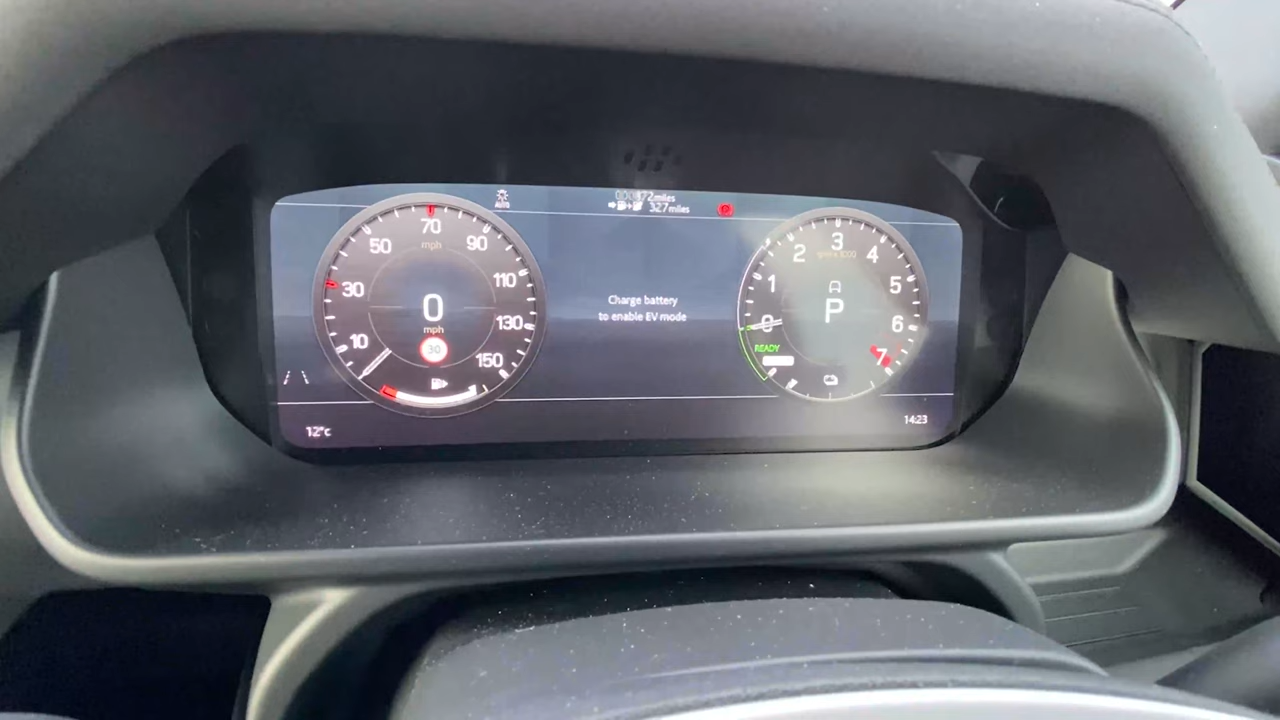 AUTO
miles
327 miles
10
30
50
70
90
110
130
150
mph
0
mph
30
Charge battery
to enable EV mode
0
1
2
3
4
5
6
7
P
READY
12°c
14:23